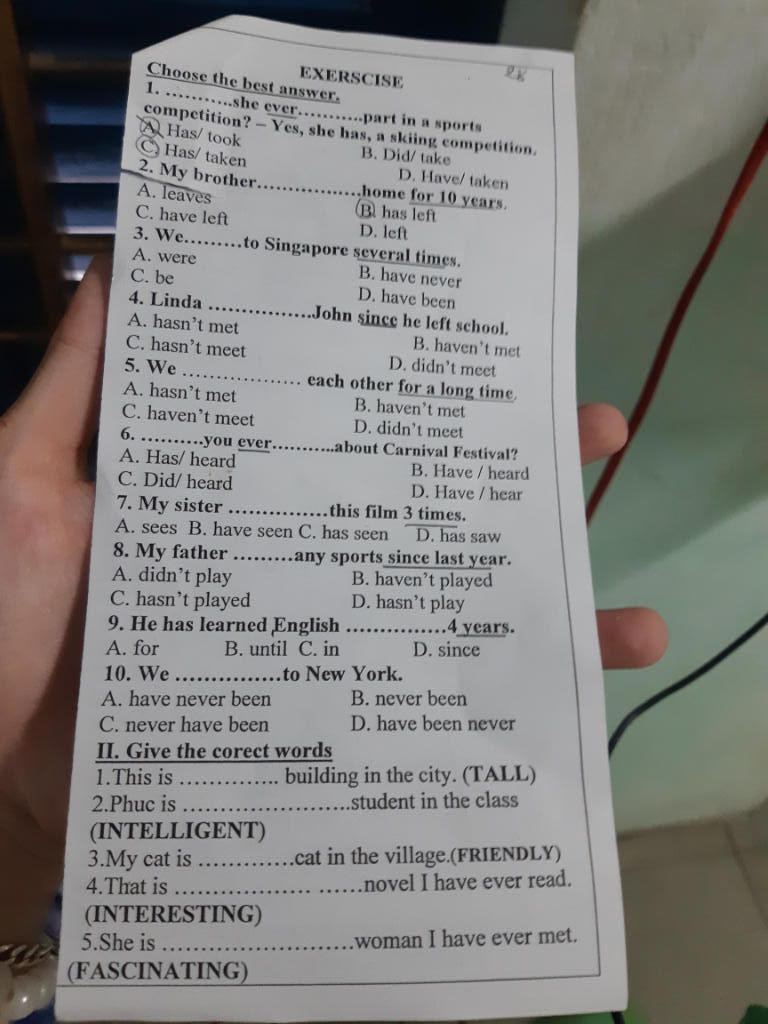 EXERSCISE
Choose the best answer.
1. ...........she ever...........part in a sports
competition? – Yes, she has, a skiing competition.
A. Has/ took B. Did/ take
C. Has/ taken D. Have/ taken
2. My brother.................home for 10 years.
A. leaves B. has left
C. have left D. left
3. We.........to Singapore several times.
A. were B. have never
C. be D. have been
4. Linda .................John since he left school.
A. hasn't met B. haven't met
C. hasn't meet D. didn't meet
5. We ................... each other for a long time.
A. hasn't met B. haven't met
C. haven't meet D. didn't meet
6. ..........you ever..........about Carnival Festival?
A. Has/ heard B. Have / heard
C. Did/ heard D. Have / hear
7. My sister ................this film 3 times.
A. sees B. have seen C. has seen D. has saw
8. My father .........any sports since last year.
A. didn't play B. haven't played
C. hasn't played D. hasn't play
9. He has learned English ...............4 years.
A. for B. until C. in D. since
10. We ................to New York.
A. have never been B. never been
C. never have been D. have been never
II. Give the corect words
1.This is .............. building in the city. (TALL)
2.Phuc is .......................student in the class
(INTELLIGENT)
3.My cat is .............cat in the village.(FRIENDLY)
4.That is .................. ......novel I have ever read.
(INTERESTING)
5.She is ..........................woman I have ever met.
(FASCINATING)